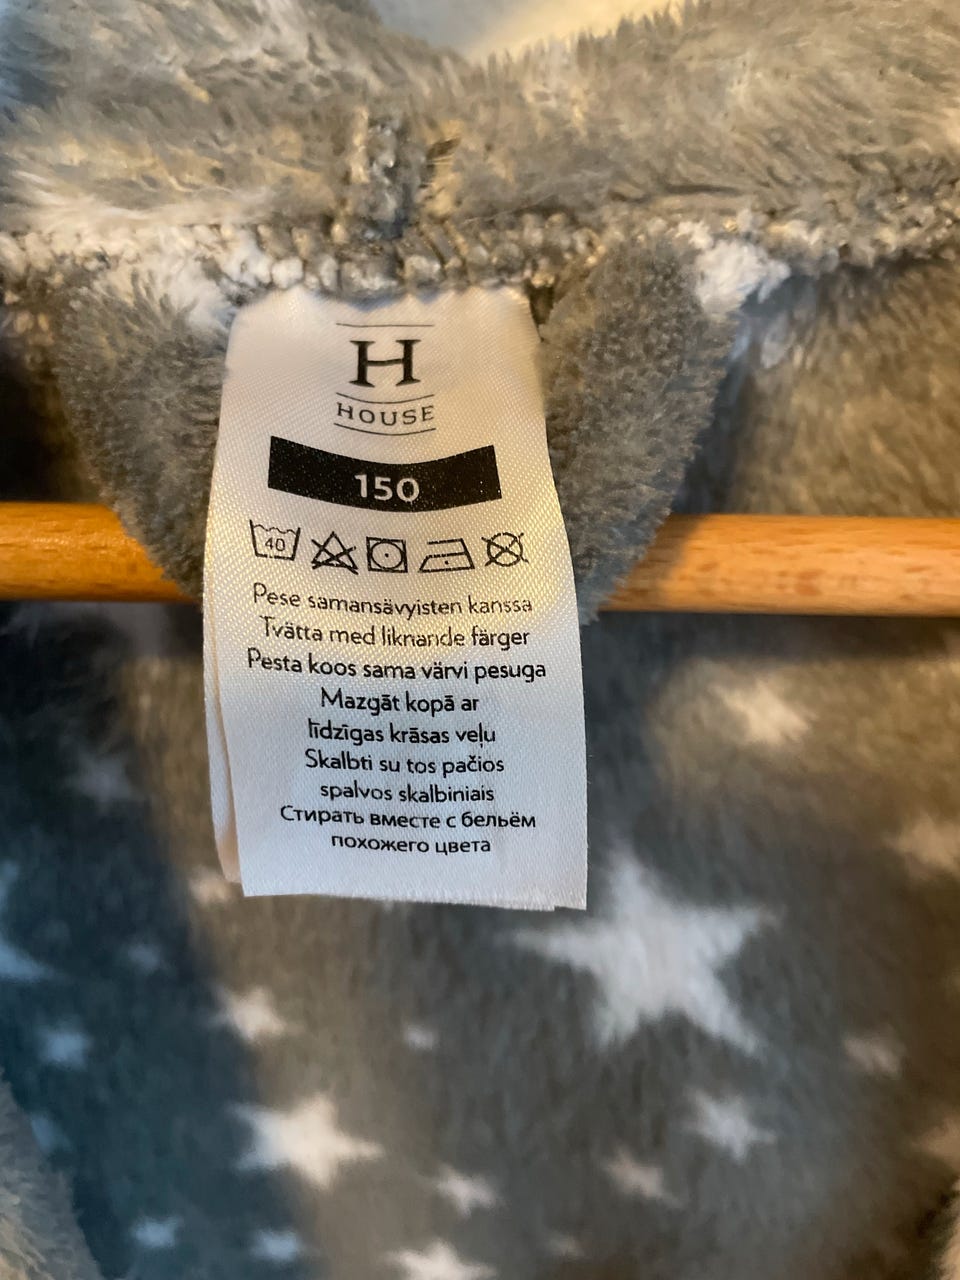 H
HOUSE
150
40
Pese samansävyisten kanssa
Tvätta med liknande färger
Pesta koos sama värvi pesuga
Mazgāt kopā ar
līdzīgas krāsas veļu
Skalbti su tos pačios
spalvos skalbiniais
Стирать вместе с бельём
похожего цвета